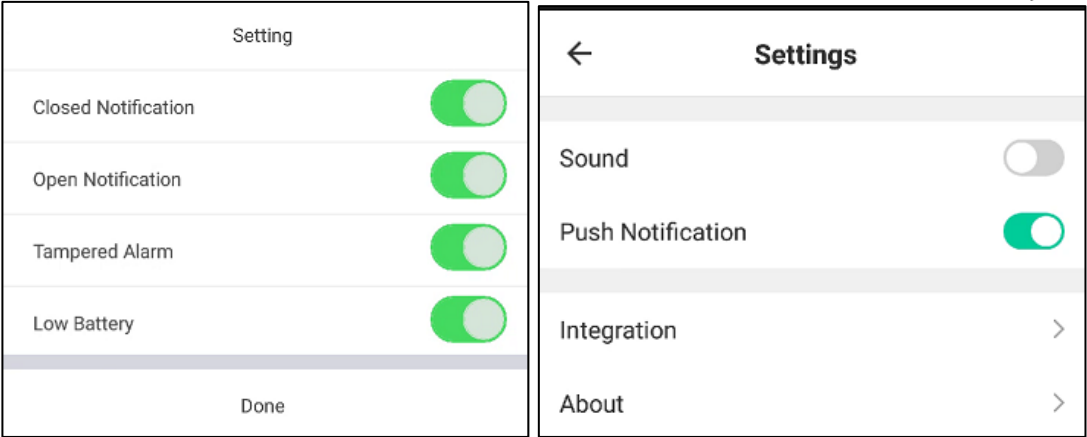 Setting
Closed Notification
Open Notification
Tampered Alarm
Low Battery
Done
Settings
Sound
Push Notification
Integration
About